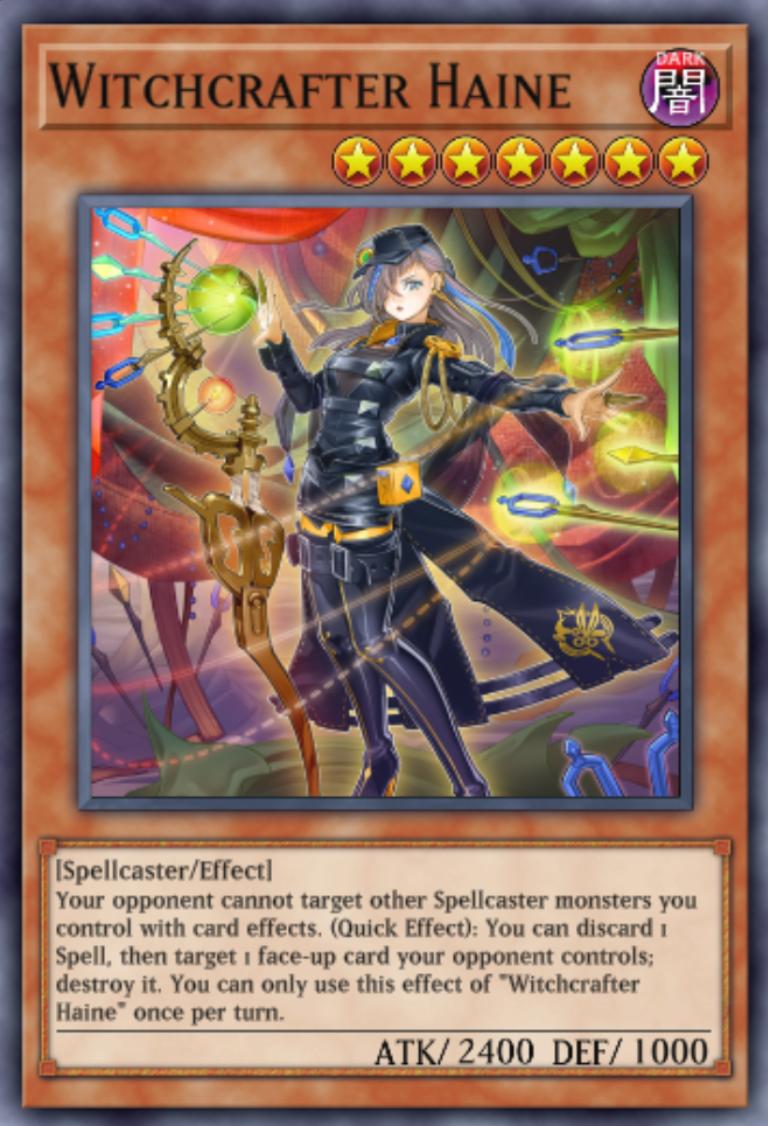 WITCHCRAFTER HAINE
DARK
闇
[Spellcaster/Effect]
Your opponent cannot target other Spellcaster monsters you
control with card effects. (Quick Effect): You can discard 1
Spell, then target 1 face-up card your opponent controls;
destroy it. You can only use this effect of "Witchcrafter
Haine" once per turn.
ATK/ 2400 DEF/ 1000